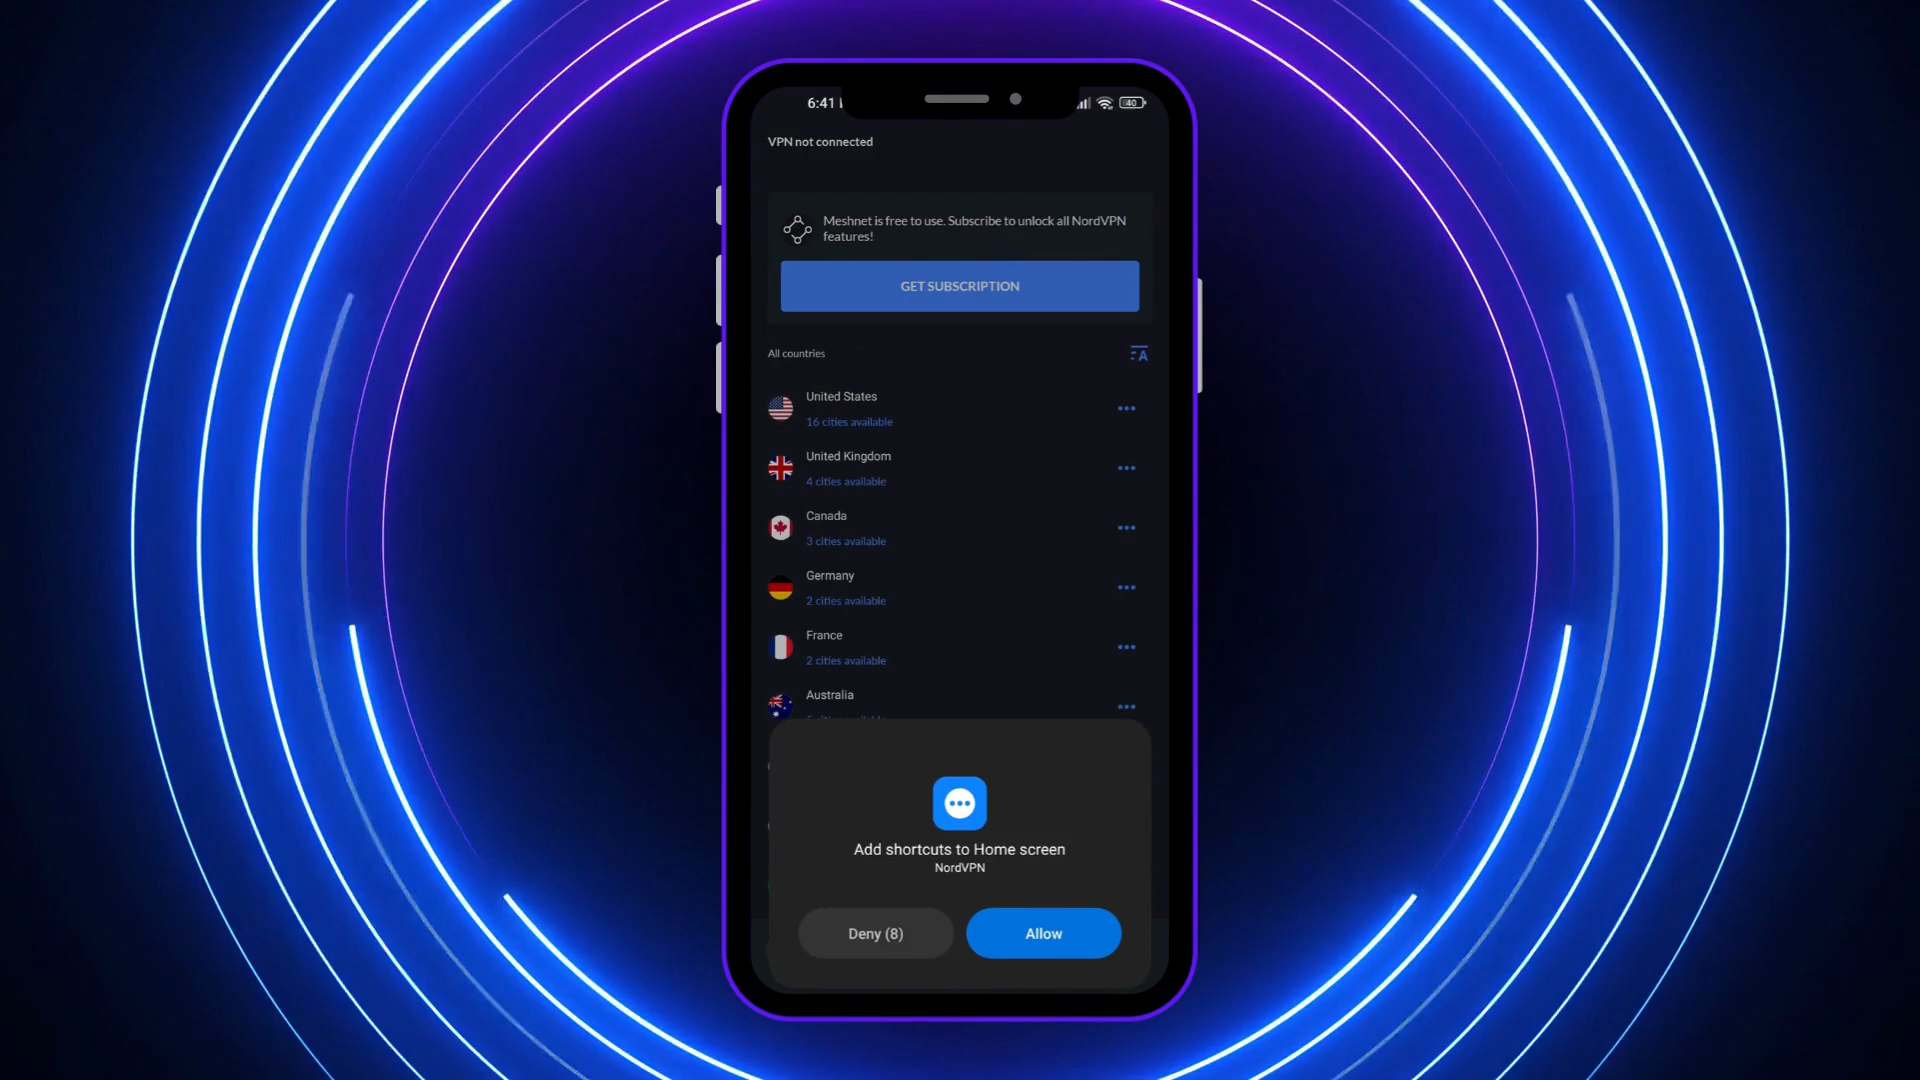 6:41
40
VPN not connected
Meshnet is free to use. Subscribe to unlock all NordVPN
features!
GET SUBSCRIPTION
All countries
A
United States
16 cities available
United Kingdom
4 cities available
Canada
3 cities available
Germany
2 cities available
France
2 cities available
Australia
Add shortcuts to Home screen
NordVPN
Deny (8)
Allow